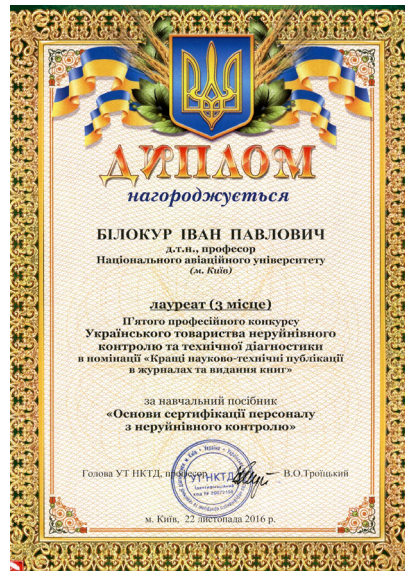 ДИПЛОМ
нагороджується
БІЛОКУР ІВАН ПАВЛОВИЧ
д.т.н., професор
Національного авіаційного університету
(м. Київ)
лауреат (3 місце)
П'ятого професійного конкурсу
Українського товариства неруйнівного
контролю та технічної діагностики
в номінації «Кращі науково-технічні публікації
в журналах та видання книг»
за навчальний посібник
«Основи сертифікації персоналу
з неруйнівного контролю»
Голова УТ НКТД, професор В.О.Троїцький
УТ НКТД
м. Київ, 22 листопада 2016 р.